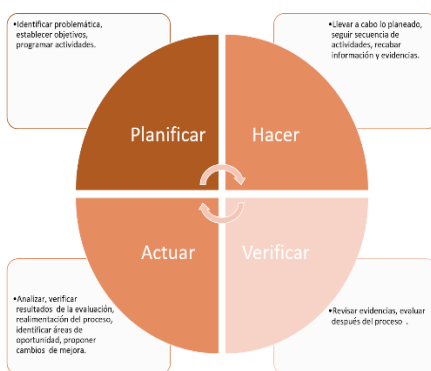 •Identificar problemática,
establecer objetivos,
programar actividades.
•Llevar a cabo lo planeado,
seguir secuencia de
actividades, recabar
información y evidencias.
Planificar
Hacer
Actuar
Verificar
•Analizar, verificar
resultados de la evaluación,
realimentación del proceso,
identificar áreas de
oportunidad, proponer
cambios de mejora.
•Revisar evidencias, evaluar
después del proceso .